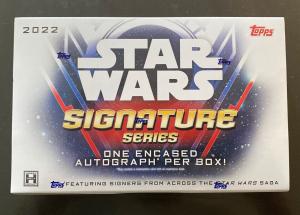 2022
Topps
STAR
WARS
SIGNATURE
SERIES
ONE ENCASED
AUTOGRAPH PER BOX!
H
FEATURING SIGNERS FROM ACROSS THE STAR WARS SAGA